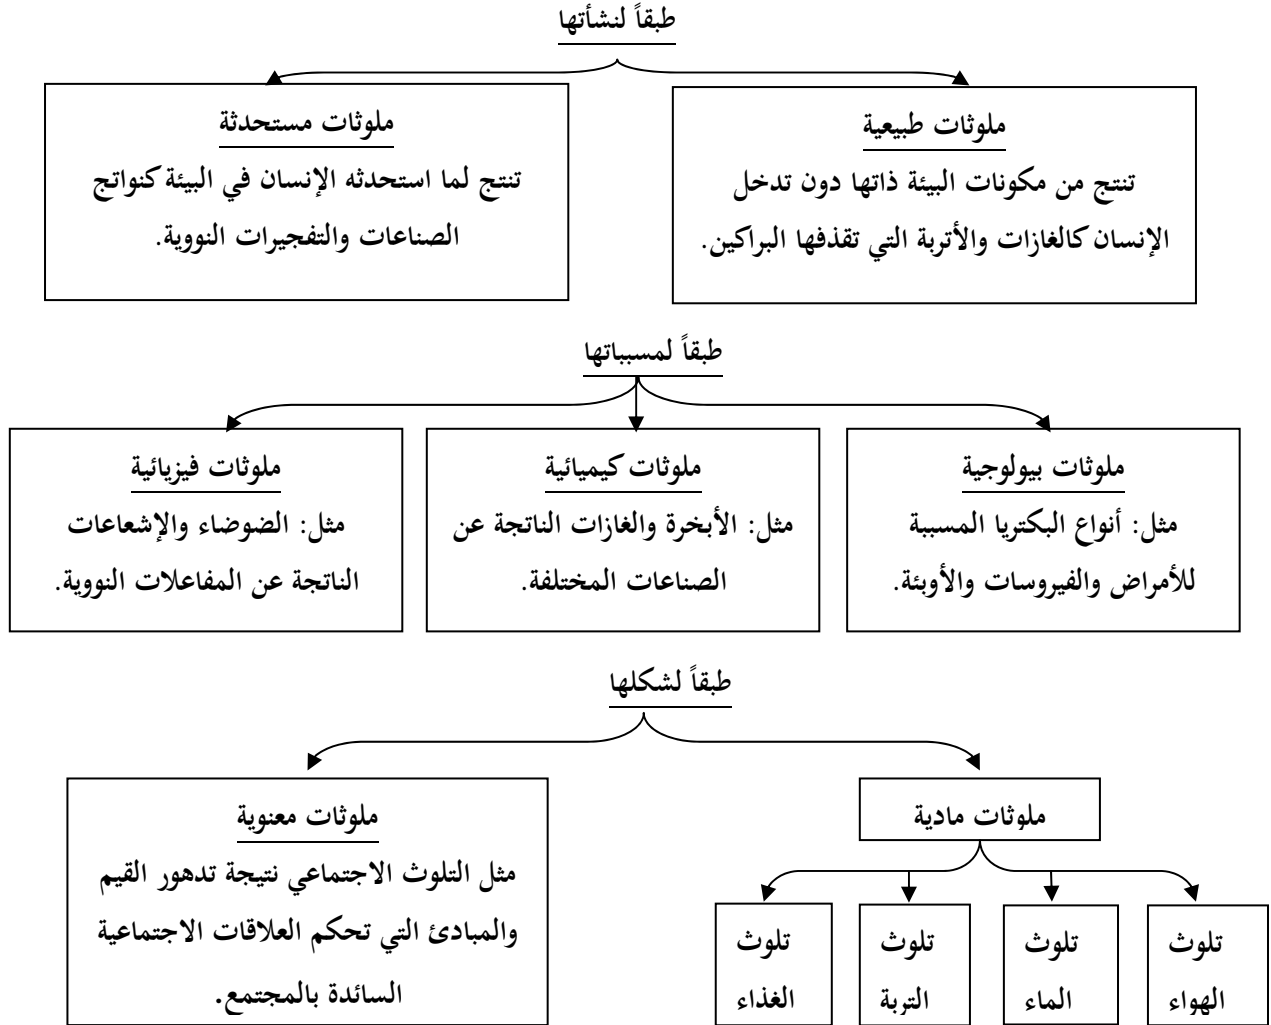 طبقاً لنشأتها
ملوثات طبيعية
تنتج من مكونات البيئة ذاتها دون تدخل
الإنسان كالغازات والأتربة التي تقذفها البراكين.
ملوثات مستحدثة
تنتج لما استحدثه الإنسان في البيئة كنواتج
الصناعات والتفجيرات النووية.
طبقاً لمسبباتها
ملوثات بيولوجية
مثل: أنواع البكتريا المسببة
للأمراض والفيروسات والأوبئة.
ملوثات كيميائية
مثل: الأبخرة والغازات الناتجة عن
الصناعات المختلفة.
ملوثات فيزيائية
مثل: الضوضاء والإشعاعات
الناتجة عن المفاعلات النووية.
طبقاً لشكلها
ملوثات مادية
تلوث
الهواء
تلوث
الماء
تلوث
التربة
تلوث
الغذاء
ملوثات معنوية
مثل التلوث الاجتماعي نتيجة تدهور القيم
والمبادئ التي تحكم العلاقات الاجتماعية
السائدة بالمجتمع.